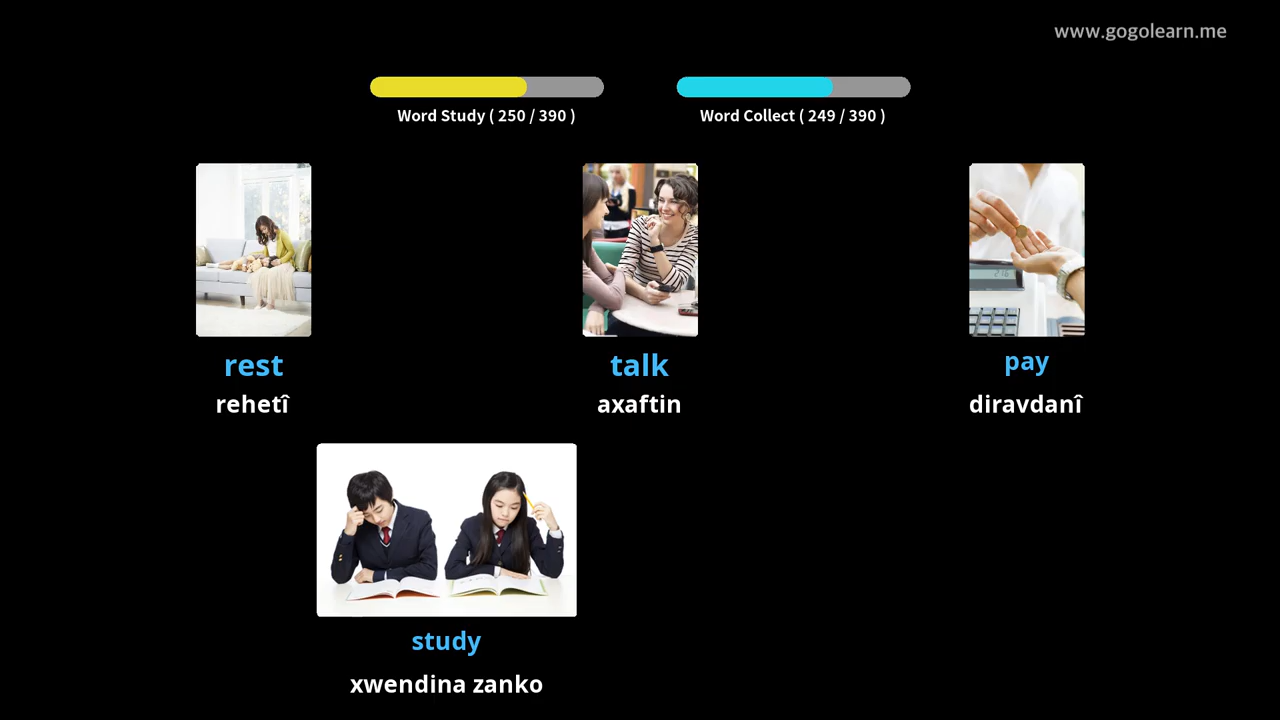 www.gogolearn.me
Word Study ( 250 / 390 )
Word Collect ( 249 / 390 )
rest
talk
pay
rehetî
axaftin
diravdanî
study
xwendina zanko